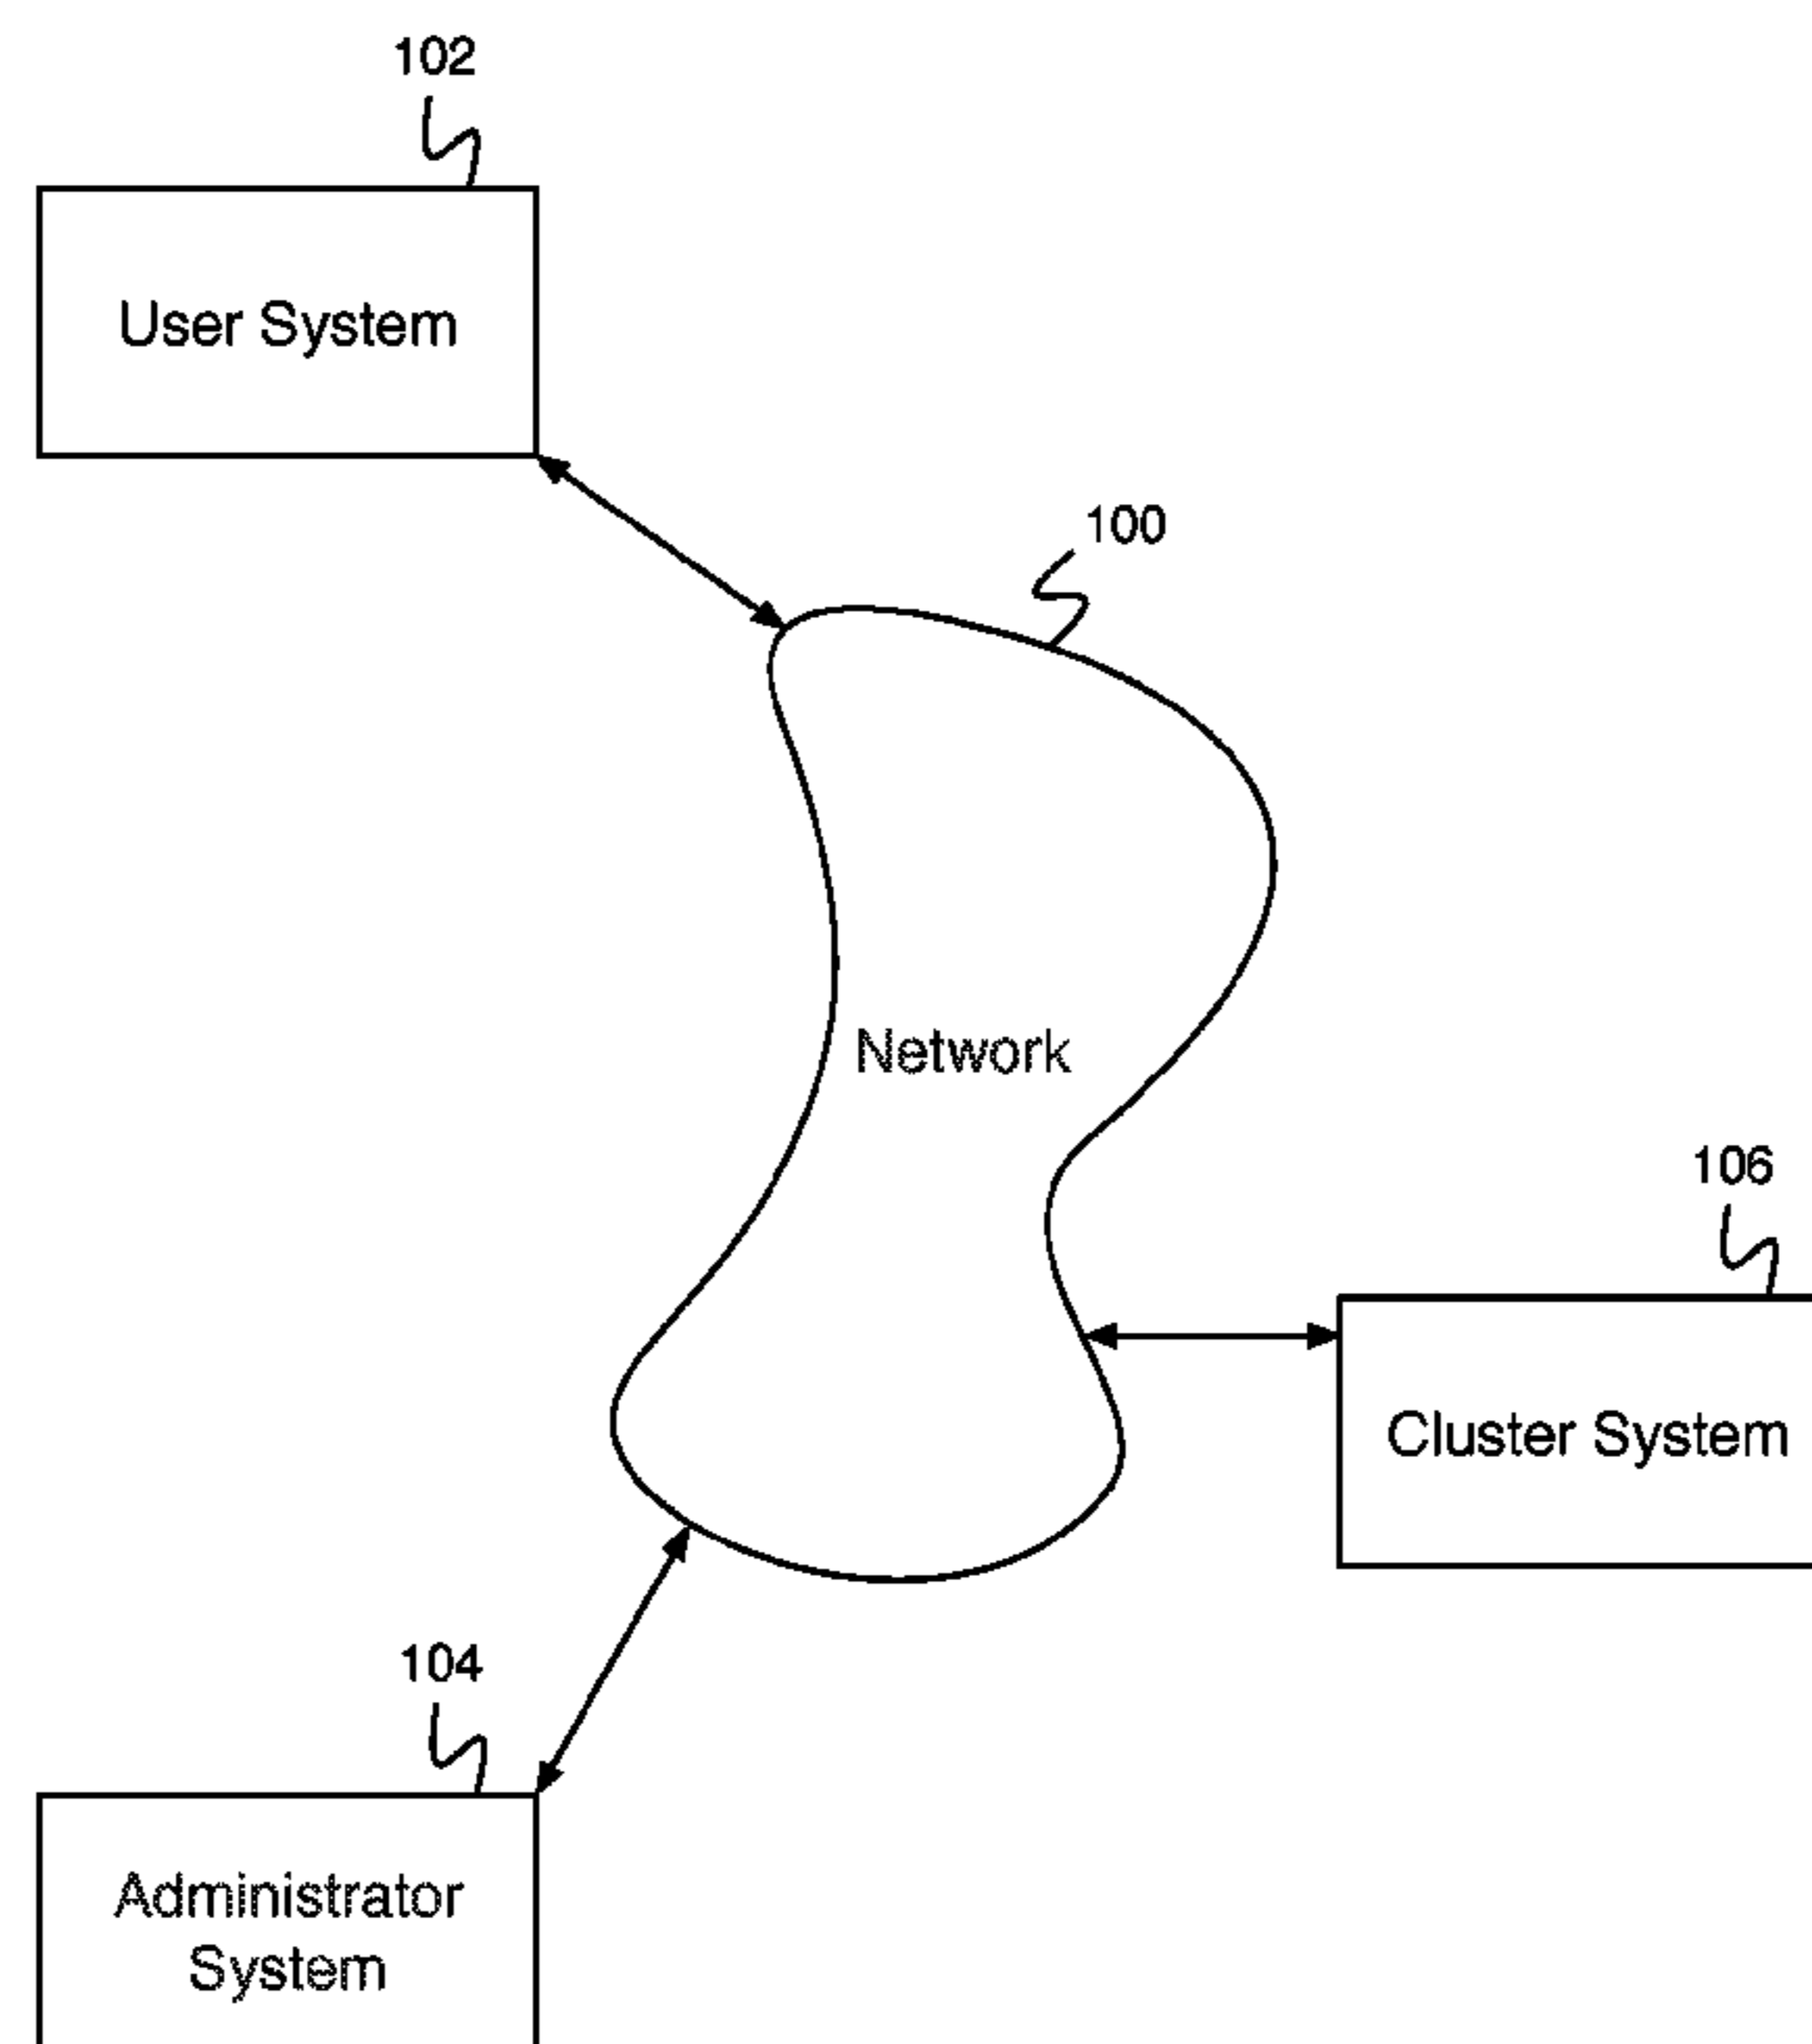 102
User System
100
Network
106
Cluster System
104
Administrator
System